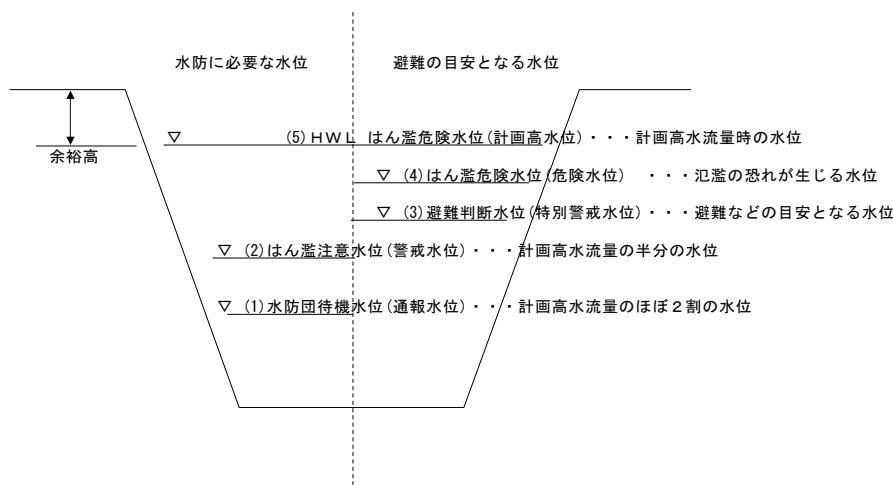 水防に必要な水位
避難の目安となる水位
余裕高
▽ (5)ＨＷＬ はん濫危険水位(計画高水位)・・・計画高水流量時の水位
▽ (4)はん濫危険水位(危険水位) ・・・氾濫の恐れが生じる水位
▽ (3)避難判断水位(特別警戒水位)・・・避難などの目安となる水位
▽ (2)はん濫注意水位(警戒水位)・・・計画高水流量の半分の水位
▽ (1)水防団待機水位(通報水位)・・・計画高水流量のほぼ２割の水位